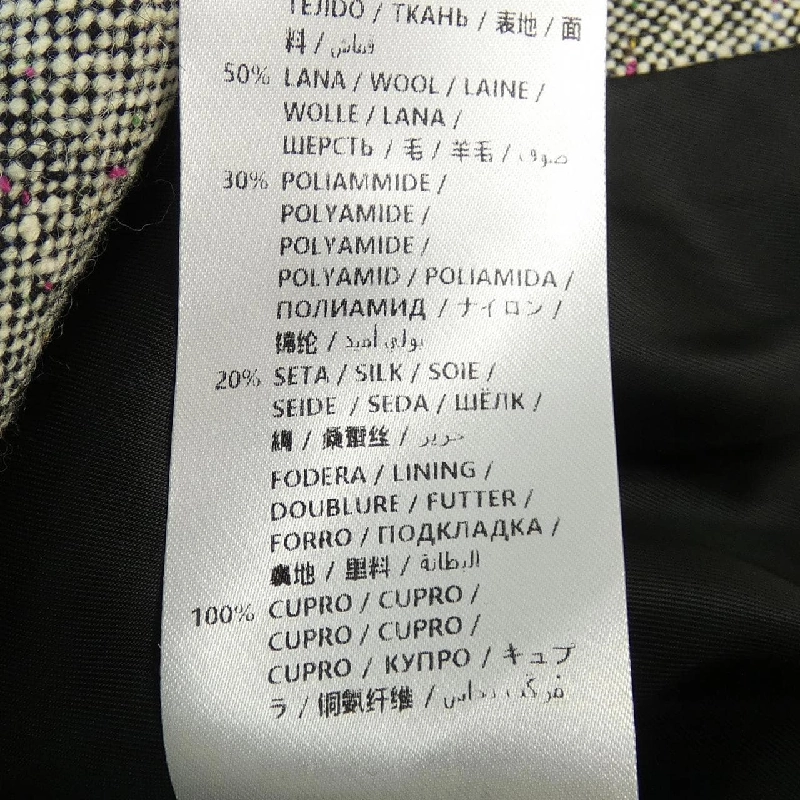 TEJIDO / ТКАНЬ / 表地 / 面
料 / قماش
50% LANA / WOOL / LAINE /
WOLLE / LANA /
ШЕРСТЬ / 毛 / 羊毛 / صوف
30% POLIAMMIDE /
POLYAMIDE /
POLYAMIDE /
POLYAMID / POLIAMIDA /
ПОЛИАМИД / ナイロン /
锦纶 / بولي أميد
20% SETA / SILK / SOIE /
SEIDE / SEDA / ШЁЛК /
絹 / 桑蚕丝 / حرير
FODERA / LINING /
DOUBLURE / FUTTER /
FORRO / ПОДКЛАДКА /
裏地 / 里料 / البطانة
100% CUPRO / CUPRO /
CUPRO / CUPRO /
CUPRO / КУПРО / キュプ
ラ / 铜氨纤维 /